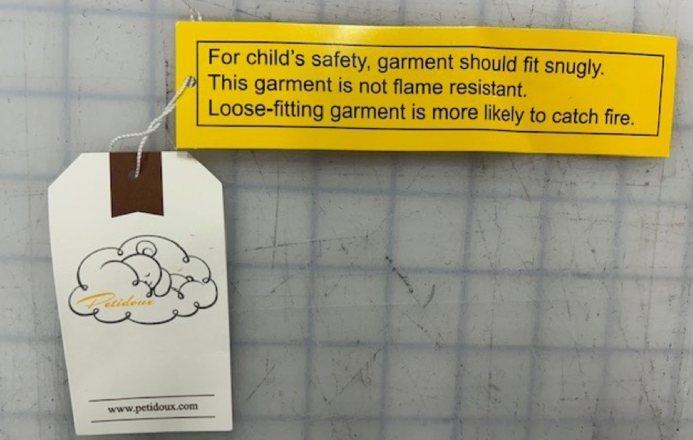 For child's safety, garment should fit snugly.
This garment is not flame resistant.
Loose-fitting garment is more likely to catch fire.
Petidoux
www.petidoux.com